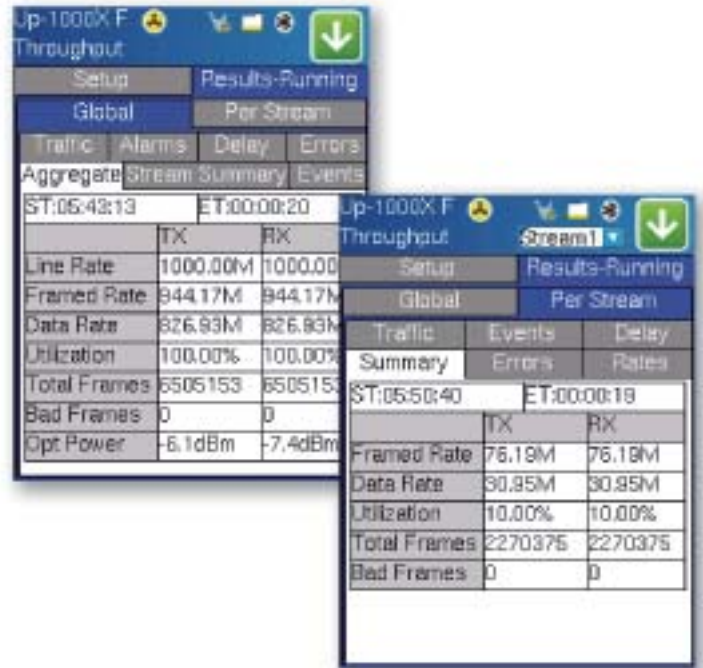 Up-1000X F
Throughput
Setup Results-Running
Global Per Stream
Traffic Alarms Delay Errors
Aggregate Stream Summary Events
ST:05:43:13 ET:00:00:20
TX RX
Line Rate 1000.00M 1000.00
Framed Rate 944.17M 944.17M
Data Rate 826.93M 826.93M
Utilization 100.00% 100.00%
Total Frames 6505153 6505153
Bad Frames 0 0
Opt Power -6.1dBm -7.4dBm
Up-1000X F
Throughput Stream1
Setup Results-Running
Global Per Stream
Traffic Events Delay
Summary Errors Rates
ST:05:50:40 ET:00:00:19
TX RX
Framed Rate 76.19M 76.19M
Data Rate 30.95M 30.95M
Utilization 10.00% 10.00%
Total Frames 2270375 2270375
Bad Frames 0 0